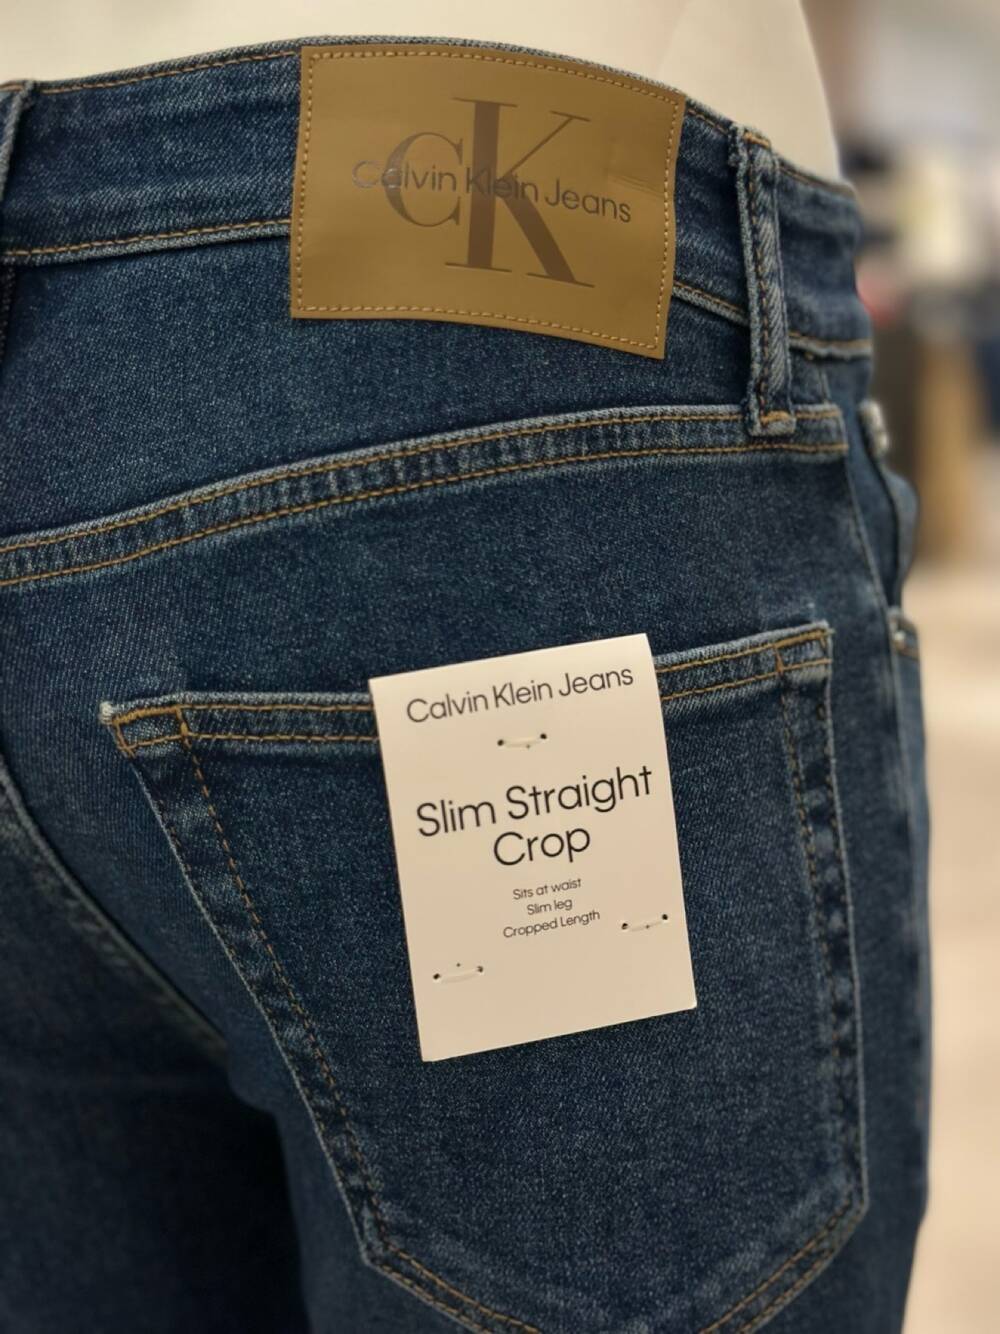 CK
Calvin Klein Jeans
Calvin Klein Jeans
Slim Straight
Crop
Sits at waist
Slim leg
Cropped Length